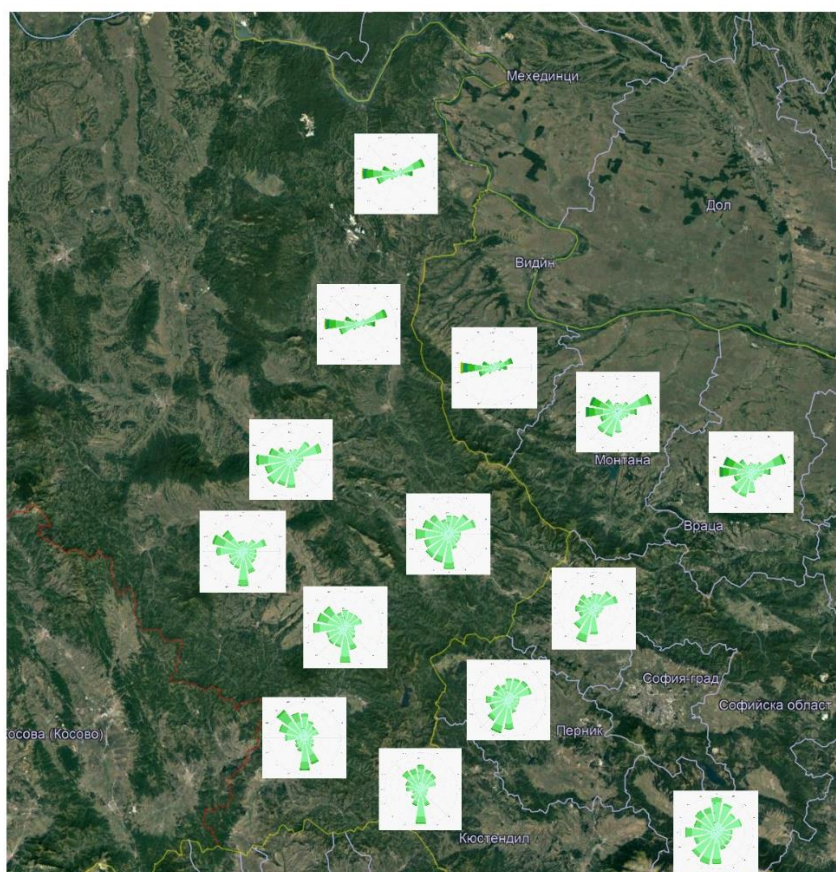 Мехединци
Дол
Видин
Монтана
Враца
София-град
Софийска област
Перник
осова (Косово)
Кюстендил